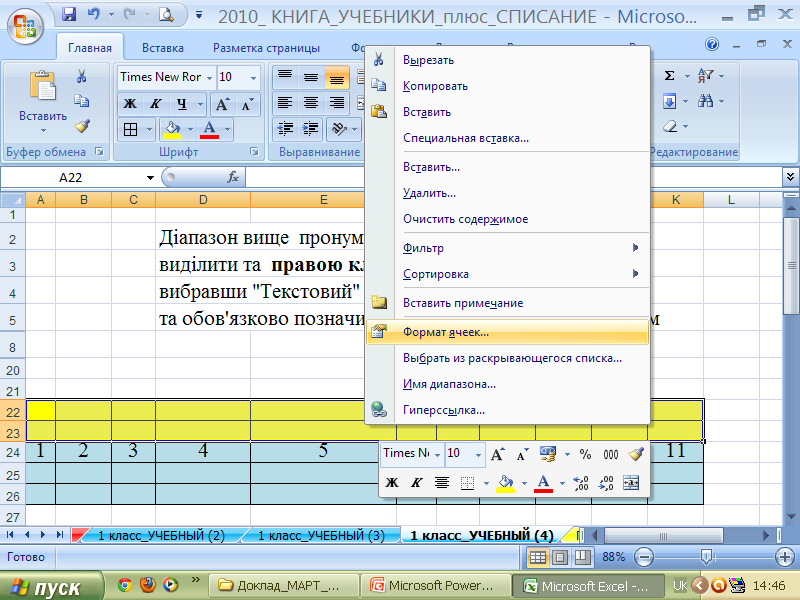 2010_ КНИГА_УЧЕБНИКИ_плюс_СПИСАНИЕ - Microso...
Главная Вставка Разметка страницы Фо
Вставить
Times New Ror 10
Ж К Ч А А
Буфер обмена Шрифт Выравнивание Редактирование
A22 fx
A B C D E K L
1
2 Діапазон вище пронум
3 виділити та правою кл
4 вибравши "Текстовий"
5 та обов'язково позначи м
8
20
21
22
23
24 1 2 3 4 5 11
25
26
27
Вырезать
Копировать
Вставить
Специальная вставка...
Вставить...
Удалить...
Очистить содержимое
Фильтр
Сортировка
Вставить примечание
Формат ячеек...
Выбрать из раскрывающегося списка...
Имя диапазона...
Гиперссылка...
Times Ne 10 A A % 000
Ж К А ,00 ,00
1 класс_УЧЕБНЫЙ (2) 1 класс_УЧЕБНЫЙ (3) 1 класс_УЧЕБНЫЙ (4)
Готово 88%
пуск Доклад_МАРТ_... Microsoft Power... Microsoft Excel -... UK 14:46